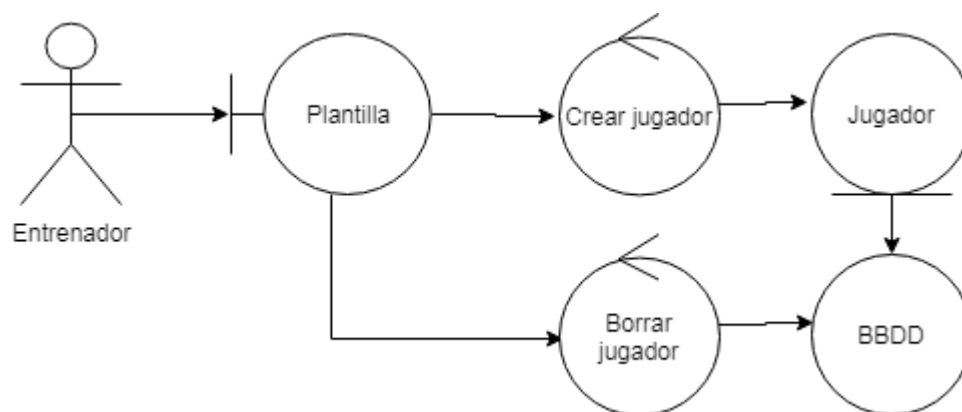 Plantilla
Crear jugador
Jugador
Entrenador
Borrar
jugador
BBDD